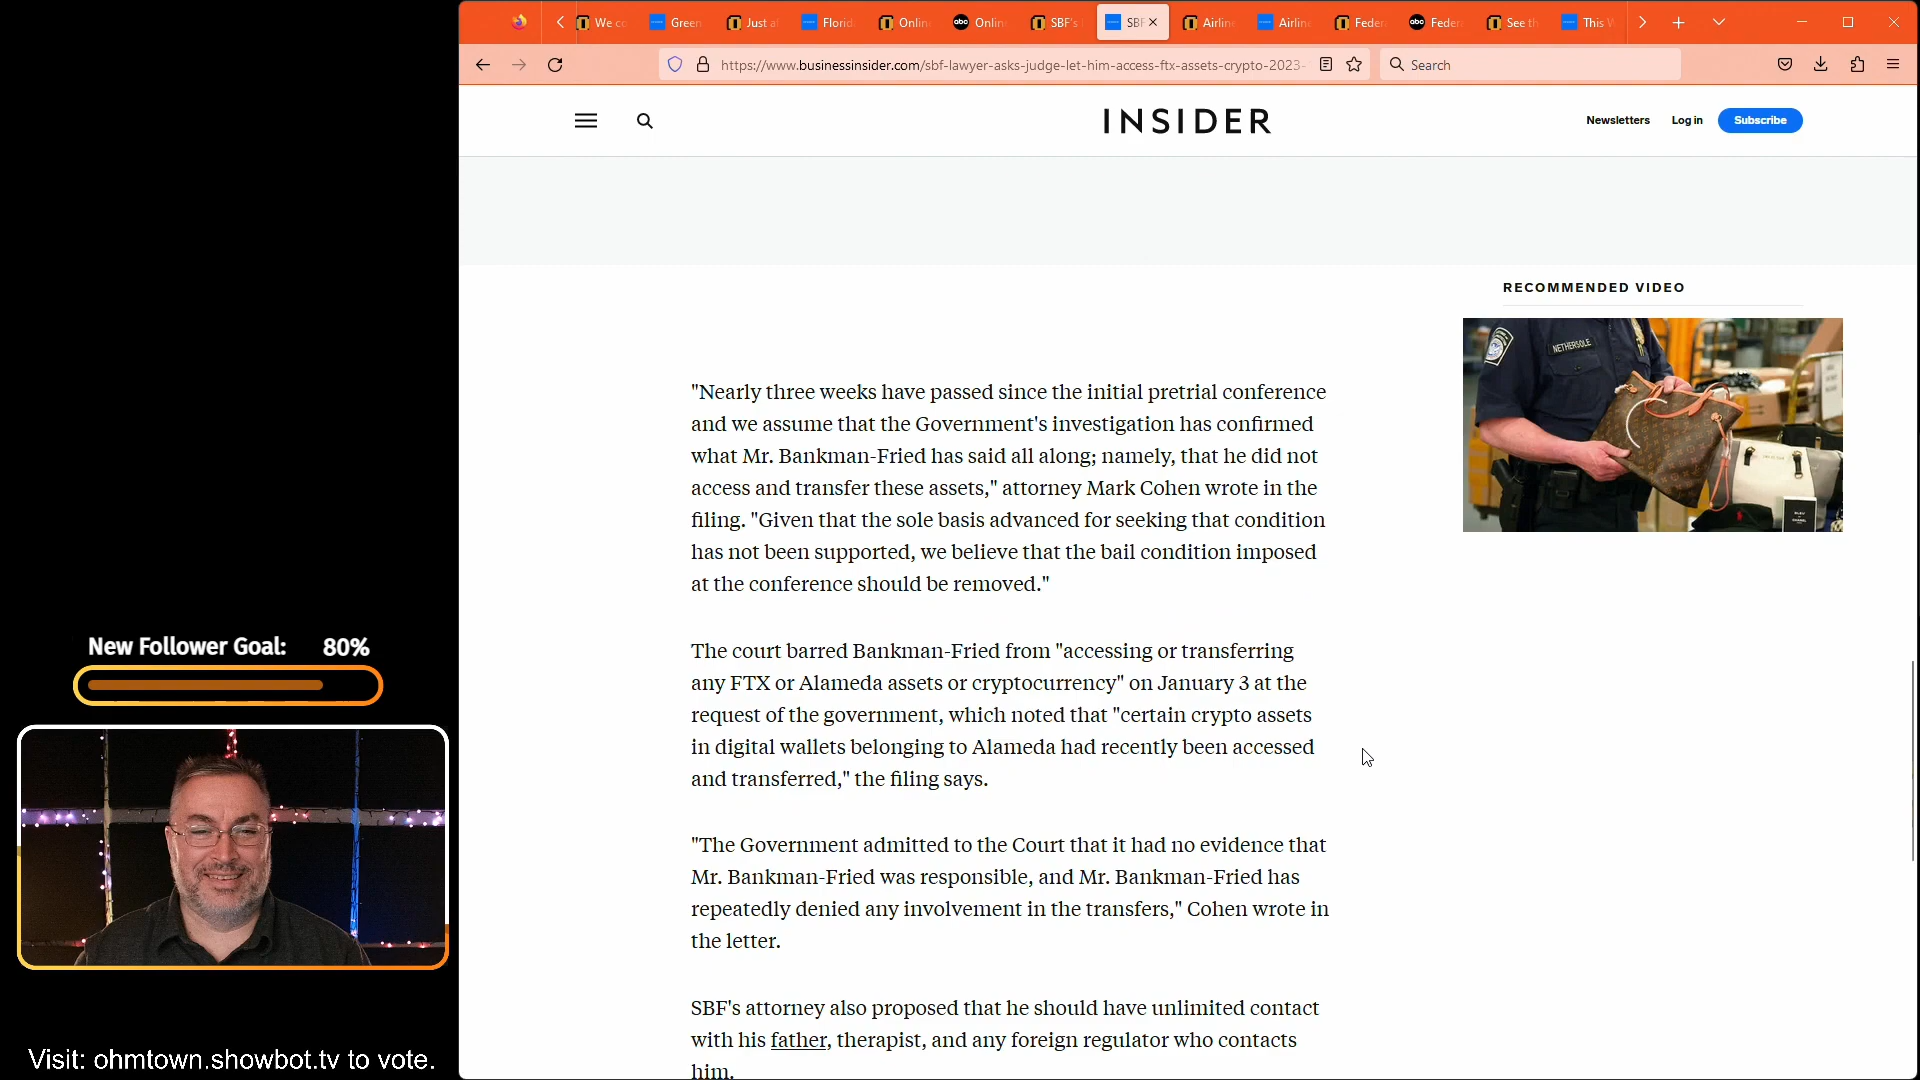 We co
Green
Just a
Florid
Onlin
Onlin
SBF's
SBF
Airlin
Airlin
Feder
Feder
See th
This W
https://www.businessinsider.com/sbf-lawyer-asks-judge-let-him-access-ftx-assets-crypto-2023-
Search
INSIDER
Newsletters
Log in
Subscribe
RECOMMENDED VIDEO
NETHERSOLE
"Nearly three weeks have passed since the initial pretrial conference
and we assume that the Government's investigation has confirmed
what Mr. Bankman-Fried has said all along; namely, that he did not
access and transfer these assets," attorney Mark Cohen wrote in the
filing. "Given that the sole basis advanced for seeking that condition
has not been supported, we believe that the bail condition imposed
at the conference should be removed."
The court barred Bankman-Fried from "accessing or transferring
any FTX or Alameda assets or cryptocurrency" on January 3 at the
request of the government, which noted that "certain crypto assets
in digital wallets belonging to Alameda had recently been accessed
and transferred," the filing says.
"The Government admitted to the Court that it had no evidence that
Mr. Bankman-Fried was responsible, and Mr. Bankman-Fried has
repeatedly denied any involvement in the transfers," Cohen wrote in
the letter.
SBF's attorney also proposed that he should have unlimited contact
with his father, therapist, and any foreign regulator who contacts
him.
New Follower Goal: 80%
Visit: ohmtown.showbot.tv to vote.